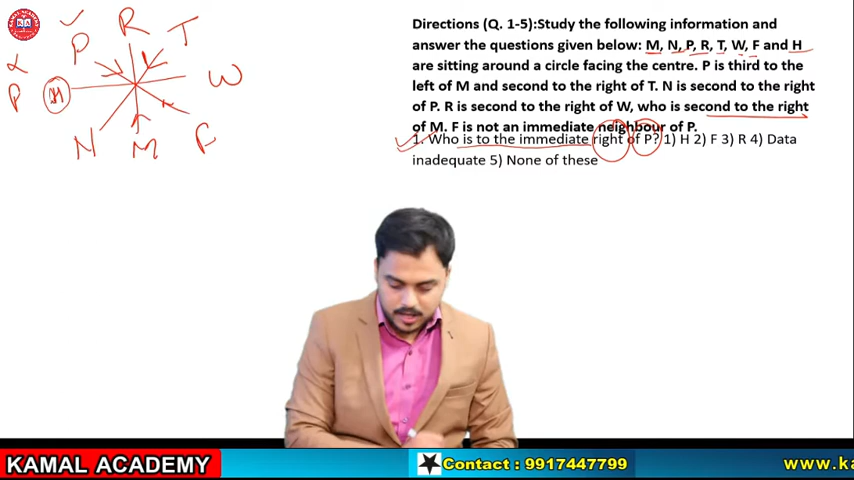 KAMAL ACADEMY
R
T
P
L
P
H
W
N
M
F
Directions (Q. 1-5):Study the following information and
answer the questions given below: M, N, P, R, T, W, F and H
are sitting around a circle facing the centre. P is third to the
left of M and second to the right of T. N is second to the right
of P. R is second to the right of W, who is second to the right
of M. F is not an immediate neighbour of P.
1. Who is to the immediate right of P? 1) H 2) F 3) R 4) Data
inadequate 5) None of these
KAMAL ACADEMY
Contact : 9917447799
www.ka